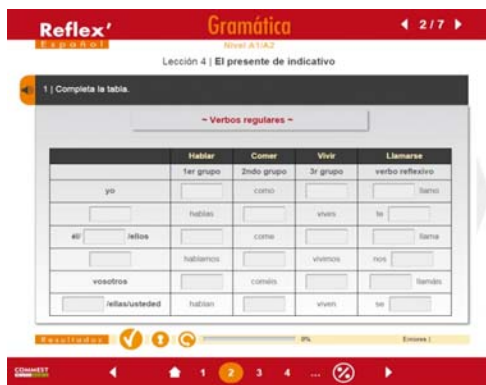 Reflex’
Español
Gramática
Nivel A1/A2
2/7
Lección 4 | El presente de indicativo
1 | Completa la tabla.
~ Verbos regulares ~
Hablar Comer Vivir Llamarse
1er grupo 2ndo grupo 3r grupo verbo reflexivo
yo como llamo
hablas vives te
él/ /ellos come llama
hablamos vivimos nos
vosotros coméis llamáis
/ellas/usteded hablan viven se
Resultados 0% Errores |
COMMEST 1 2 3 4 ... %